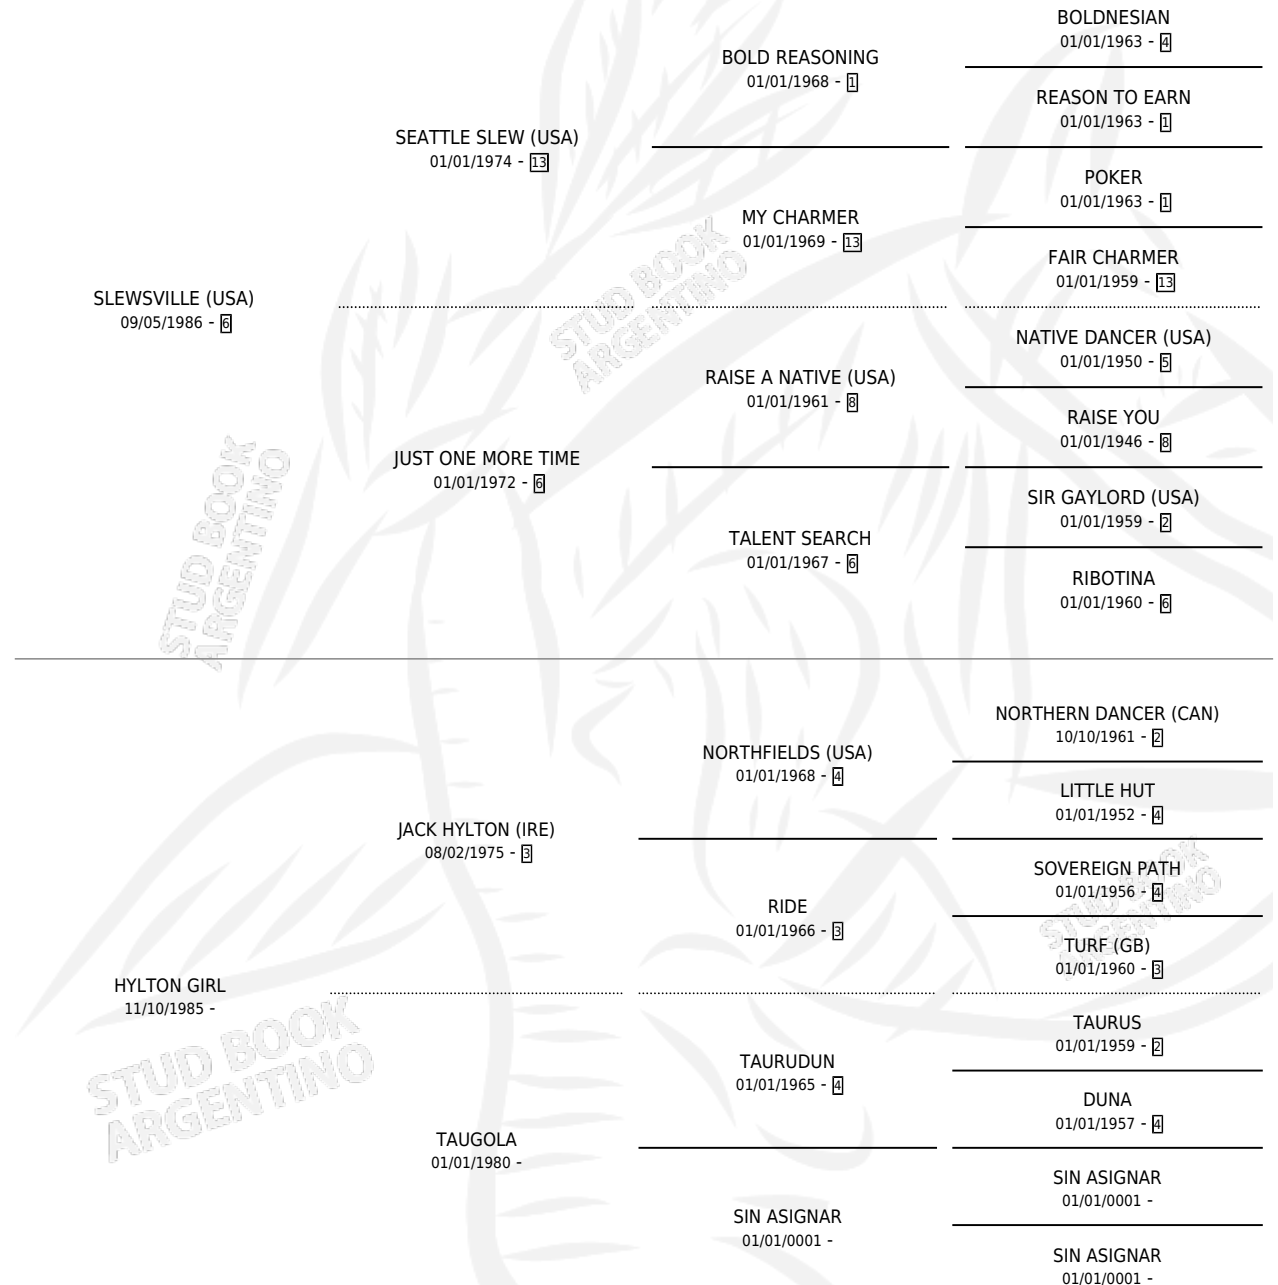 BOLDNESIAN
01/01/1963 - 4
BOLD REASONING
01/01/1968 - 1
REASON TO EARN
01/01/1963 - 1
SEATTLE SLEW (USA)
01/01/1974 - 13
POKER
01/01/1963 - 1
MY CHARMER
01/01/1969 - 13
FAIR CHARMER
01/01/1959 - 13
SLEWSVILLE (USA)
09/05/1986 - 6
NATIVE DANCER (USA)
01/01/1950 - 5
RAISE A NATIVE (USA)
01/01/1961 - 8
RAISE YOU
01/01/1946 - 8
JUST ONE MORE TIME
01/01/1972 - 6
SIR GAYLORD (USA)
01/01/1959 - 2
TALENT SEARCH
01/01/1967 - 6
RIBOTINA
01/01/1960 - 6
NORTHERN DANCER (CAN)
10/10/1961 - 2
NORTHFIELDS (USA)
01/01/1968 - 4
LITTLE HUT
01/01/1952 - 4
JACK HYLTON (IRE)
08/02/1975 - 3
SOVEREIGN PATH
01/01/1956 - 4
RIDE
01/01/1966 - 3
TURF (GB)
01/01/1960 - 3
HYLTON GIRL
11/10/1985 -
TAURUS
01/01/1959 - 2
TAURUDUN
01/01/1965 - 4
DUNA
01/01/1957 - 4
TAUGOLA
01/01/1980 -
SIN ASIGNAR
01/01/0001 -
SIN ASIGNAR
01/01/0001 -
SIN ASIGNAR
01/01/0001 -
STUD BOOK
ARGENTINO
STUD BOOK
ARGENTINO
STUD BOOK
ARGENTINO
STUD BOOK
ARGENTINO